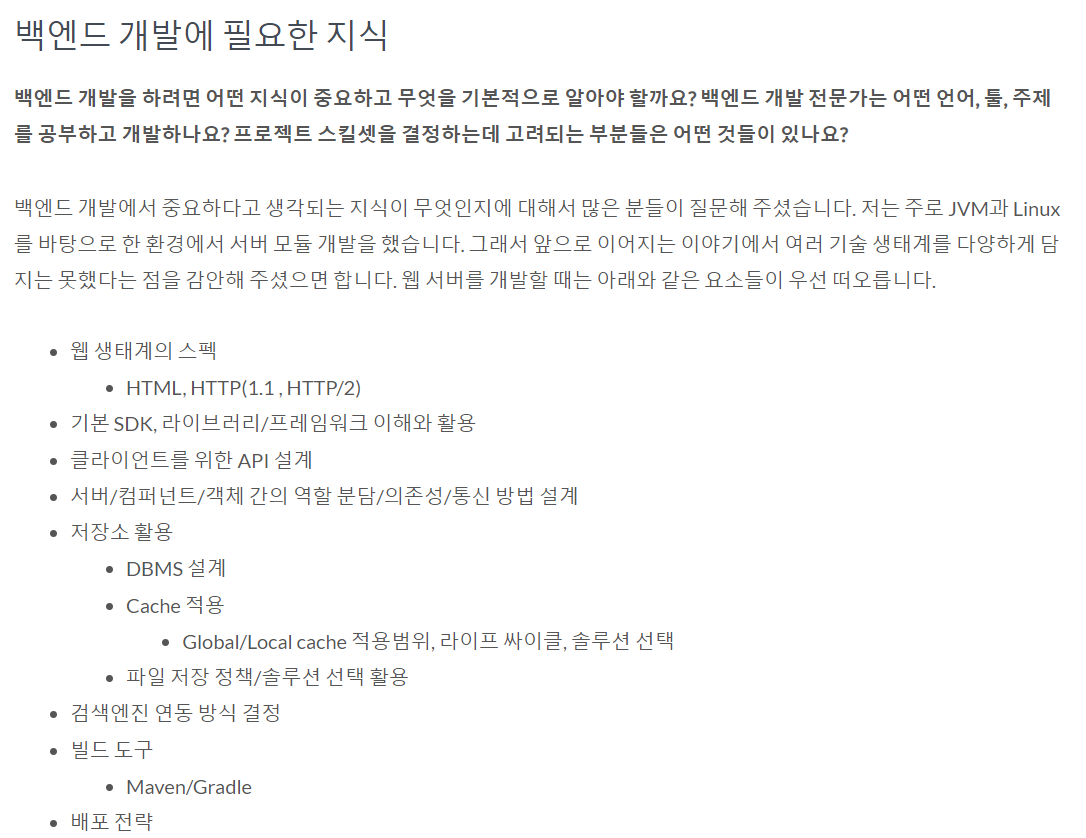 백엔드 개발에 필요한 지식
백엔드 개발을 하려면 어떤 지식이 중요하고 무엇을 기본적으로 알아야 할까요? 백엔드 개발 전문가는 어떤 언어, 툴, 주제
를 공부하고 개발하나요? 프로젝트 스킬셋을 결정하는데 고려되는 부분들은 어떤 것들이 있나요?
백엔드 개발에서 중요하다고 생각되는 지식이 무엇인지에 대해서 많은 분들이 질문해 주셨습니다. 저는 주로 JVM과 Linux
를 바탕으로 한 환경에서 서버 모듈 개발을 했습니다. 그래서 앞으로 이어지는 이야기에서 여러 기술 생태계를 다양하게 담
지는 못했다는 점을 감안해 주셨으면 합니다. 웹 서버를 개발할 때는 아래와 같은 요소들이 우선 떠오릅니다.
• 웹 생태계의 스펙
• HTML, HTTP(1.1 , HTTP/2)
• 기본 SDK, 라이브러리/프레임워크 이해와 활용
• 클라이언트를 위한 API 설계
• 서버/컴퍼넌트/객체 간의 역할 분담/의존성/통신 방법 설계
• 저장소 활용
• DBMS 설계
• Cache 적용
• Global/Local cache 적용범위, 라이프 싸이클, 솔루션 선택
• 파일 저장 정책/솔루션 선택 활용
• 검색엔진 연동 방식 결정
• 빌드 도구
• Maven/Gradle
• 배포 전략